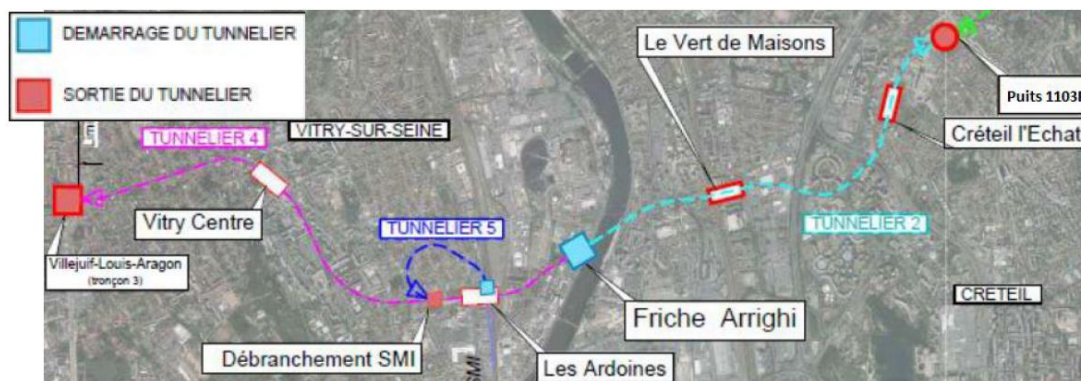 DEMARRAGE DU TUNNELIER
SORTIE DU TUNNELIER
TUNNELIER 4
VITRY-SUR-SEINE
Le Vert de Maisons
Puits 1103
Créteil l'Echat
Vitry Centre
TUNNELIER 5
TUNNELIER 2
Villejuif-Louis-Aragon
(tronçon 3)
Friche Arrighi
CRETEIL
Débranchement SMI
Les Ardoines
SMI